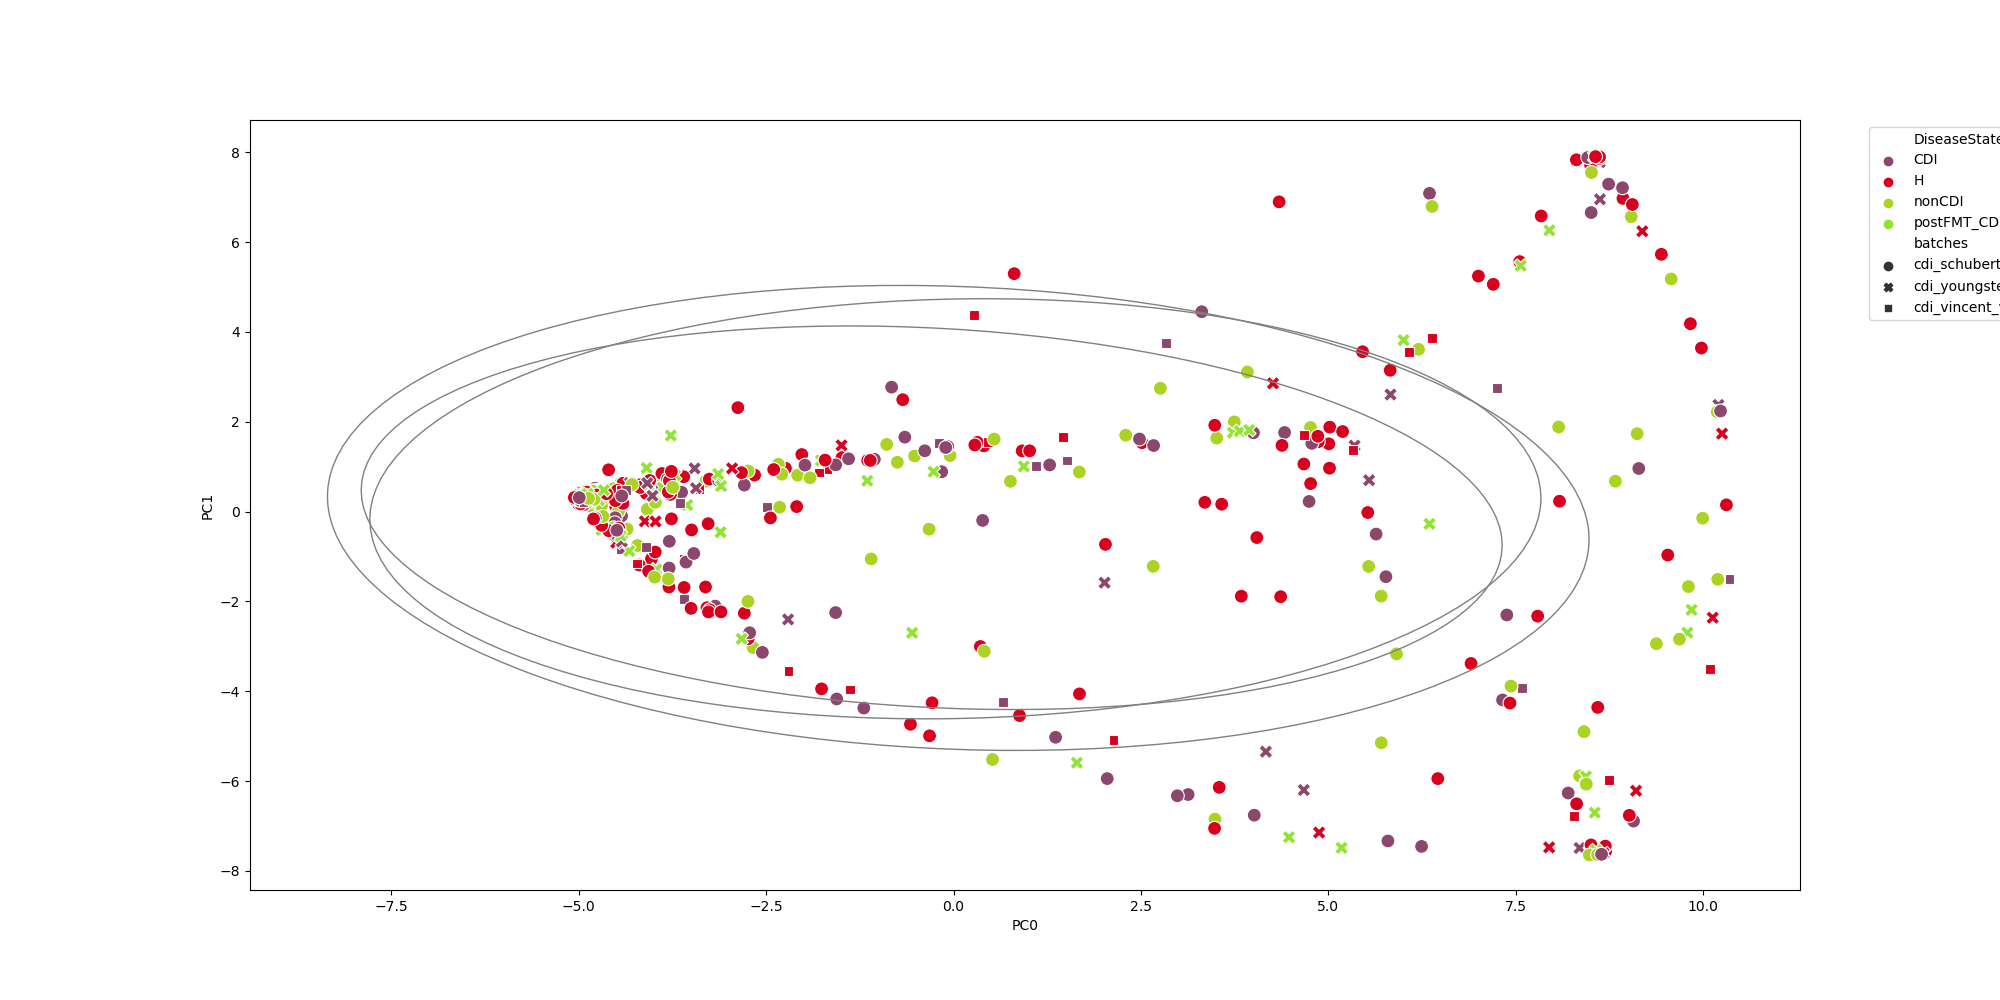 DiseaseState
CDI
H
nonCDI
postFMT_CD
batches
cdi_schubert
cdi_youngste
cdi_vincent_
8
6
4
2
0
−2
−4
−6
−8
PC1
−7.5
−5.0
−2.5
0.0
2.5
5.0
7.5
10.0
PC0